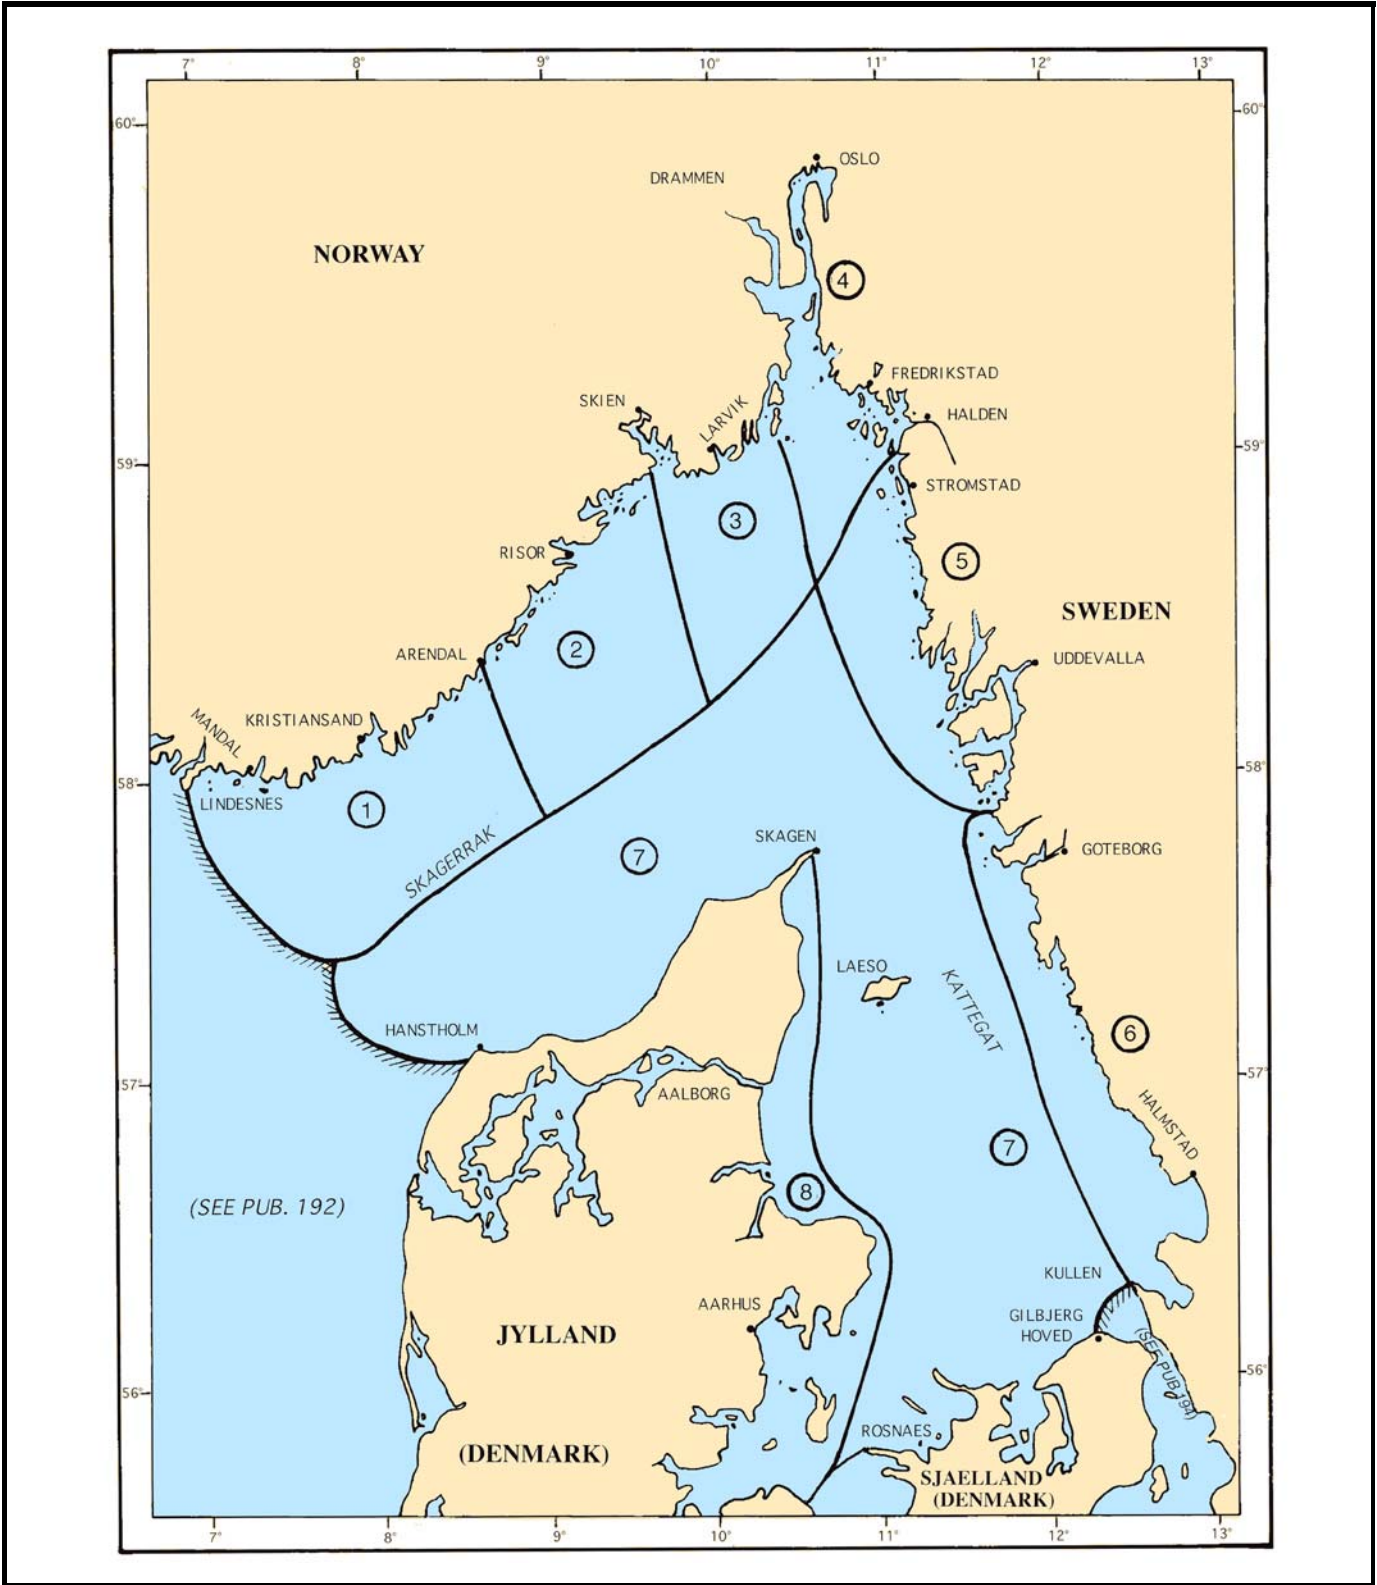 7° 8° 9° 10° 11° 12° 13°
60° 60°
OSLO
DRAMMEN
NORWAY
4
FREDRIKSTAD
SKIEN
LARVIK
HALDEN
59° 59°
STROMSTAD
3
RISOR
5
SWEDEN
2
ARENDAL
UDDEVALLA
MANDAL
KRISTIANSAND
58° 58°
LINDESNES
1
SKAGERRAK
7
SKAGEN
GOTEBORG
LAESO
KATTEGAT
HANSTHOLM
6
57° 57°
AALBORG
HALMSTAD
7
8
(SEE PUB. 192)
KULLEN
AARHUS
GILBJERG
HOVED
JYLLAND
(SEE PUB. 194)
56° 56°
ROSNAES
(DENMARK)
SJAELLAND
(DENMARK)
7° 8° 9° 10° 11° 12° 13°